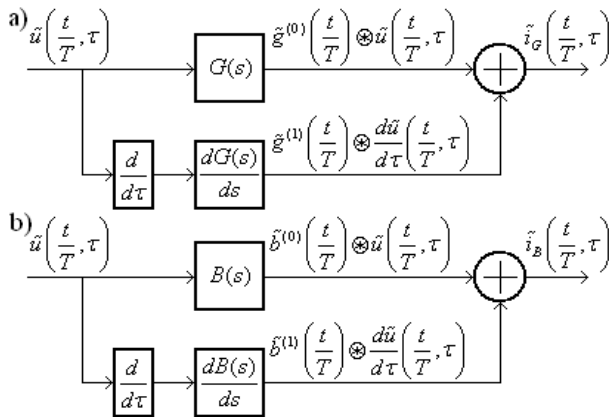 a) ũ(t/T, τ)
G(s)
g̃⁽⁰⁾(t/T) ⊛ ũ(t/T, τ)
ĩ_G(t/T, τ)
+
d/dτ
dG(s)/ds
g̃⁽¹⁾(t/T) ⊛ dũ/dτ(t/T, τ)
b) ũ(t/T, τ)
B(s)
b̃⁽⁰⁾(t/T) ⊛ ũ(t/T, τ)
ĩ_B(t/T, τ)
+
d/dτ
dB(s)/ds
b̃⁽¹⁾(t/T) ⊛ dũ/dτ(t/T, τ)